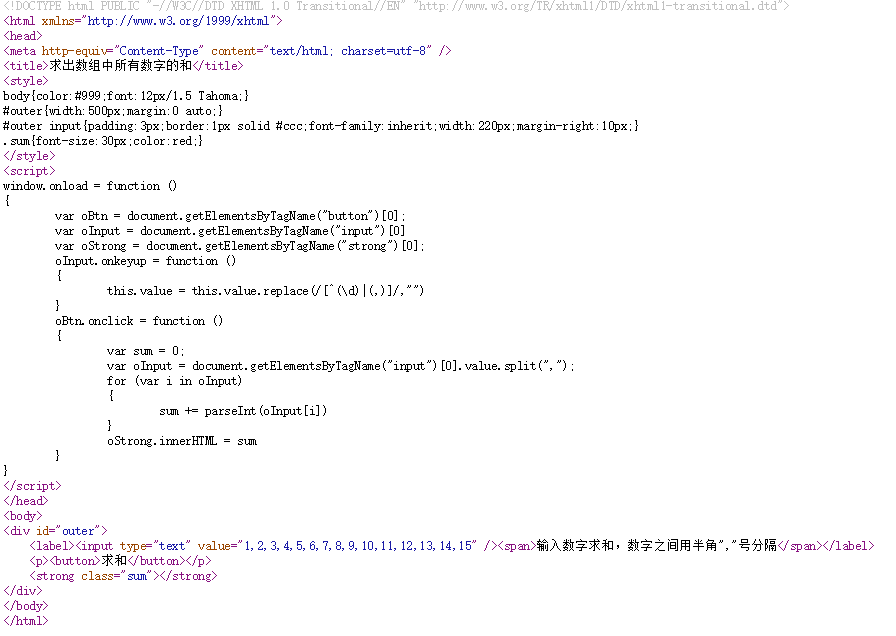 <!DOCTYPE html PUBLIC "-//W3C//DTD XHTML 1.0 Transitional//EN" "http://www.w3.org/TR/xhtml1/DTD/xhtml1-transitional.dtd">
<html xmlns="http://www.w3.org/1999/xhtml">
<head>
<meta http-equiv="Content-Type" content="text/html; charset=utf-8" />
<title>求出数组中所有数字的和</title>
<style>
body{color:#999;font:12px/1.5 Tahoma;}
#outer{width:500px;margin:0 auto;}
#outer input{padding:3px;border:1px solid #ccc;font-family:inherit;width:220px;margin-right:10px;}
.sum{font-size:30px;color:red;}
</style>
<script>
window.onload = function ()
{
	var oBtn = document.getElementsByTagName("button")[0];
	var oInput = document.getElementsByTagName("input")[0]
	var oStrong = document.getElementsByTagName("strong")[0];
	oInput.onkeyup = function ()
	{
		this.value = this.value.replace(/[^(\d)|(,)]/,"")
	}
	oBtn.onclick = function ()
	{
		var sum = 0;
		var oInput = document.getElementsByTagName("input")[0].value.split(",");
		for (var i in oInput)
		{
			sum += parseInt(oInput[i])
		}
		oStrong.innerHTML = sum
	}
}
</script>
</head>
<body>
<div id="outer">
    <label><input type="text" value="1,2,3,4,5,6,7,8,9,10,11,12,13,14,15" /><span>输入数字求和，数字之间用半角","号分隔</span></label>
    <p><button>求和</button></p>
    <strong class="sum"></strong>
</div>
</body>
</html>